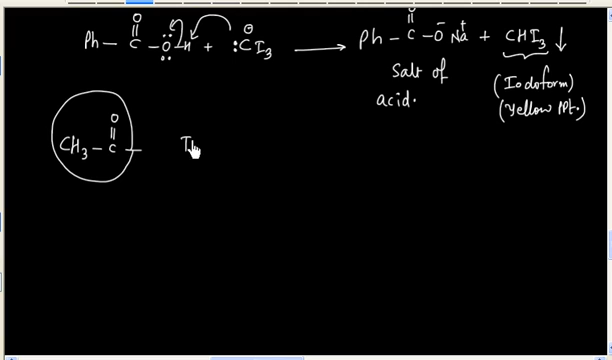 O O
Ph – C – O – H + :CI3 ⊖ ⟶ Ph – C – O⁻ Na⁺ + CHI3 ↓
Salt of (Iodoform)
acid. (Yellow PPt.)
O
CH3 – C – T